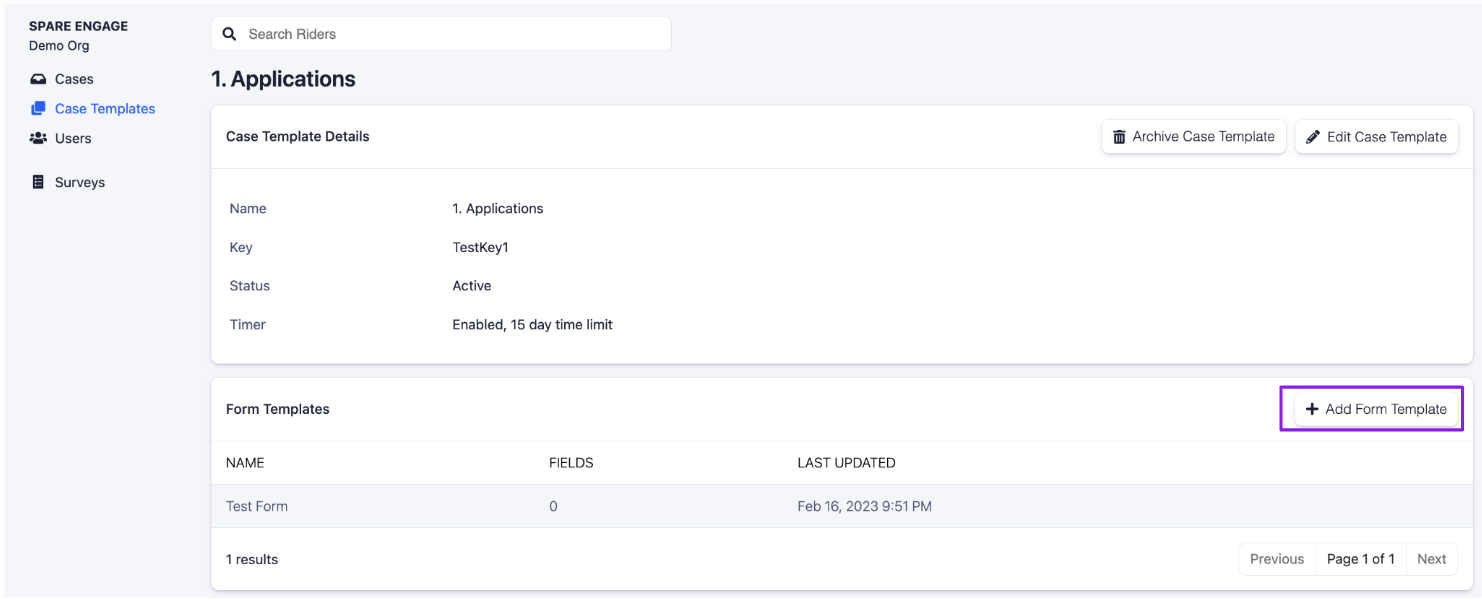 SPARE ENGAGE
Demo Org
Search Riders
Cases
Case Templates
Users
Surveys
1. Applications
Case Template Details
Archive Case Template
Edit Case Template
Name 1. Applications
Key TestKey1
Status Active
Timer Enabled, 15 day time limit
Form Templates
Add Form Template
NAME FIELDS LAST UPDATED
Test Form 0 Feb 16, 2023 9:51 PM
1 results
Previous Page 1 of 1 Next